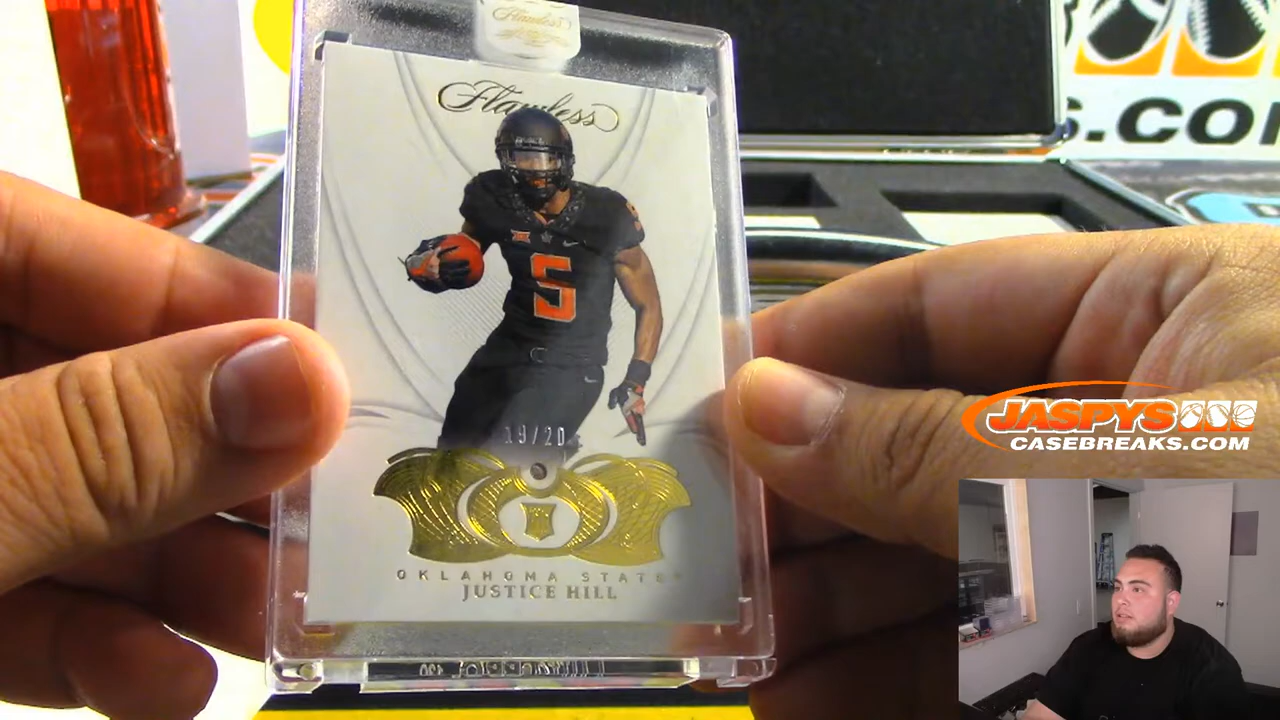 Flawless
Flawless
5
19/20
OKLAHOMA STATE
JUSTICE HILL
S.CO
JASPYS
CASEBREAKS.COM